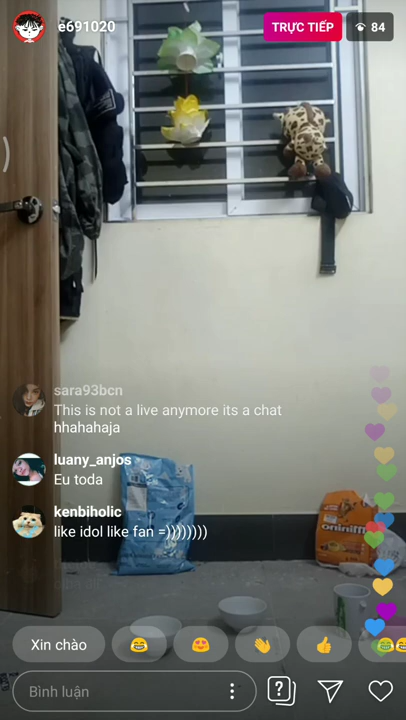 e691020
TRỰC TIẾP
84
sara93bcn
This is not a live anymore its a chat
hhahahaja
luany_anjos
Eu toda
kenbiholic
like idol like fan =))))))))
Xin chào
Bình luận